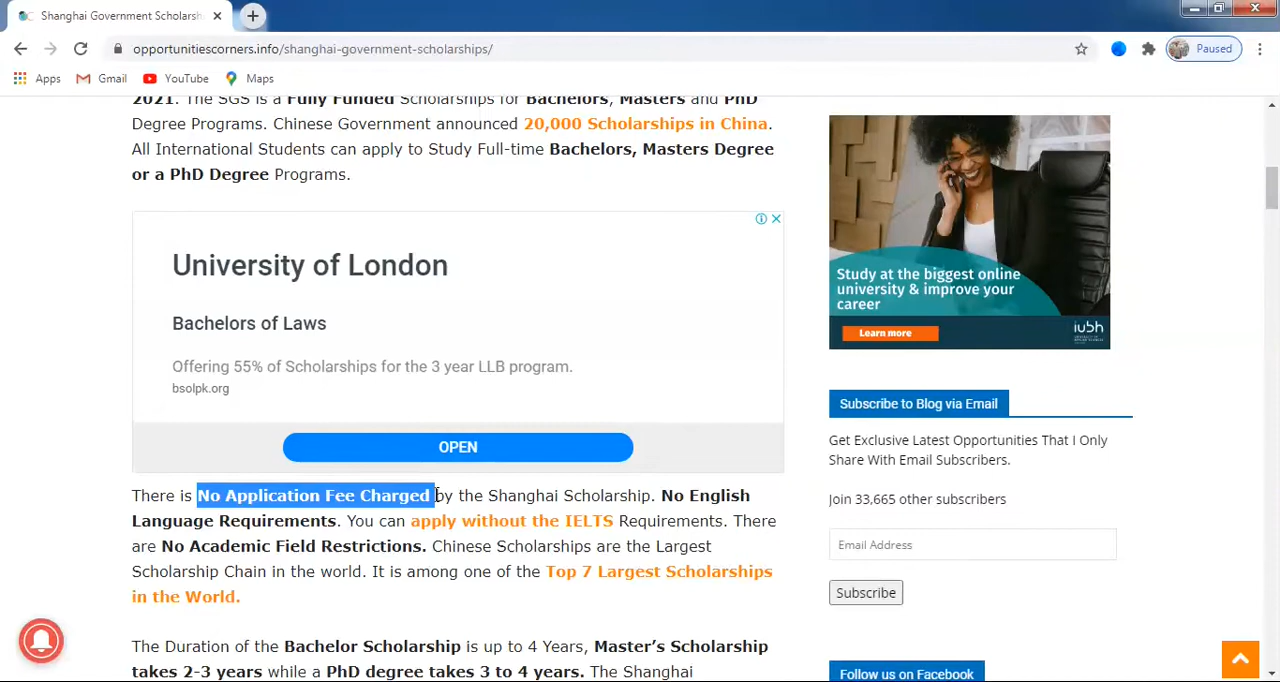 Shanghai Government Scholarsh
opportunitiescorners.info/shanghai-government-scholarships/
Paused
Apps
Gmail
YouTube
Maps
2021. The SGS is a Fully Funded Scholarships for Bachelors, Masters and PhD
Degree Programs. Chinese Government announced 20,000 Scholarships in China.
All International Students can apply to Study Full-time Bachelors, Masters Degree
or a PhD Degree Programs.
University of London
Bachelors of Laws
Offering 55% of Scholarships for the 3 year LLB program.
bsolpk.org
OPEN
There is No Application Fee Charged by the Shanghai Scholarship. No English
Language Requirements. You can apply without the IELTS Requirements. There
are No Academic Field Restrictions. Chinese Scholarships are the Largest
Scholarship Chain in the world. It is among one of the Top 7 Largest Scholarships
in the World.
The Duration of the Bachelor Scholarship is up to 4 Years, Master’s Scholarship
takes 2-3 years while a PhD degree takes 3 to 4 years. The Shanghai
Study at the biggest online
university & improve your
career
Learn more
iubh
Subscribe to Blog via Email
Get Exclusive Latest Opportunities That I Only
Share With Email Subscribers.
Join 33,665 other subscribers
Email Address
Subscribe
Follow us on Facebook